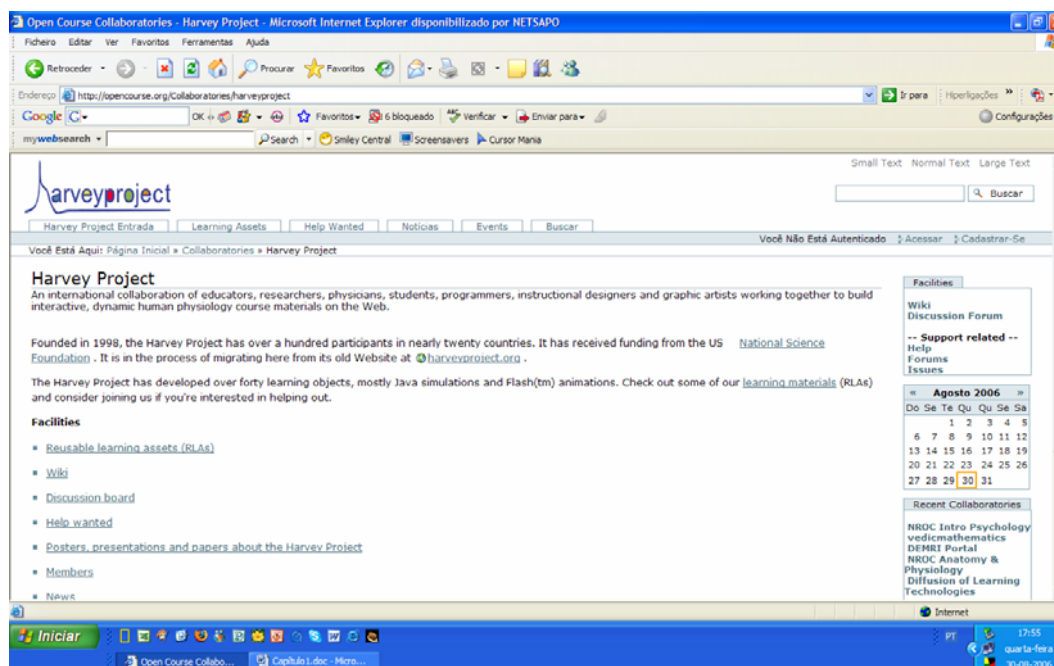 Open Course Collaboratories - Harvey Project - Microsoft Internet Explorer disponibilizado por NETSAPO
Ficheiro Editar Ver Favoritos Ferramentas Ajuda
Retroceder Procurar Favoritos
Endereço http://opencourse.org/Collaboratories/harveyproject Ir para Hiperligações »
Google G OK Favoritos 6 bloqueado Verificar Enviar para Configurações
mywebsearch Search Smiley Central Screensavers Cursor Mania
Small Text Normal Text Large Text
harveyproject
Buscar
Harvey Project Entrada Learning Assets Help Wanted Notícias Events Buscar
Você Não Está Autenticado Acessar Cadastrar-Se
Você Está Aqui: Página Inicial » Collaboratories » Harvey Project
Harvey Project
An international collaboration of educators, researchers, physicians, students, programmers, instructional designers and graphic artists working together to build
interactive, dynamic human physiology course materials on the Web.
Founded in 1998, the Harvey Project has over a hundred participants in nearly twenty countries. It has received funding from the US National Science
Foundation . It is in the process of migrating here from its old Website at harveyproject.org .
The Harvey Project has developed over forty learning objects, mostly Java simulations and Flash(tm) animations. Check out some of our learning materials (RLAs)
and consider joining us if you're interested in helping out.
Facilities
Reusable learning assets (RLAs)
Wiki
Discussion board
Help wanted
Posters, presentations and papers about the Harvey Project
Members
News
Facilities
Wiki
Discussion Forum
-- Support related --
Help
Forums
Issues
« Agosto 2006 »
Do Se Te Qu Qu Se Sa
1 2 3 4 5
6 7 8 9 10 11 12
13 14 15 16 17 18 19
20 21 22 23 24 25 26
27 28 29 30 31
Recent Collaboratories
NROC Intro Psychology
vedicmathematics
DEMRI Portal
NROC Anatomy &
Physiology
Diffusion of Learning
Technologies
Internet
Iniciar PT 17:55
quarta-feira
Open Course Collabo... Capítulo I.doc - Micro... 30-08-2006